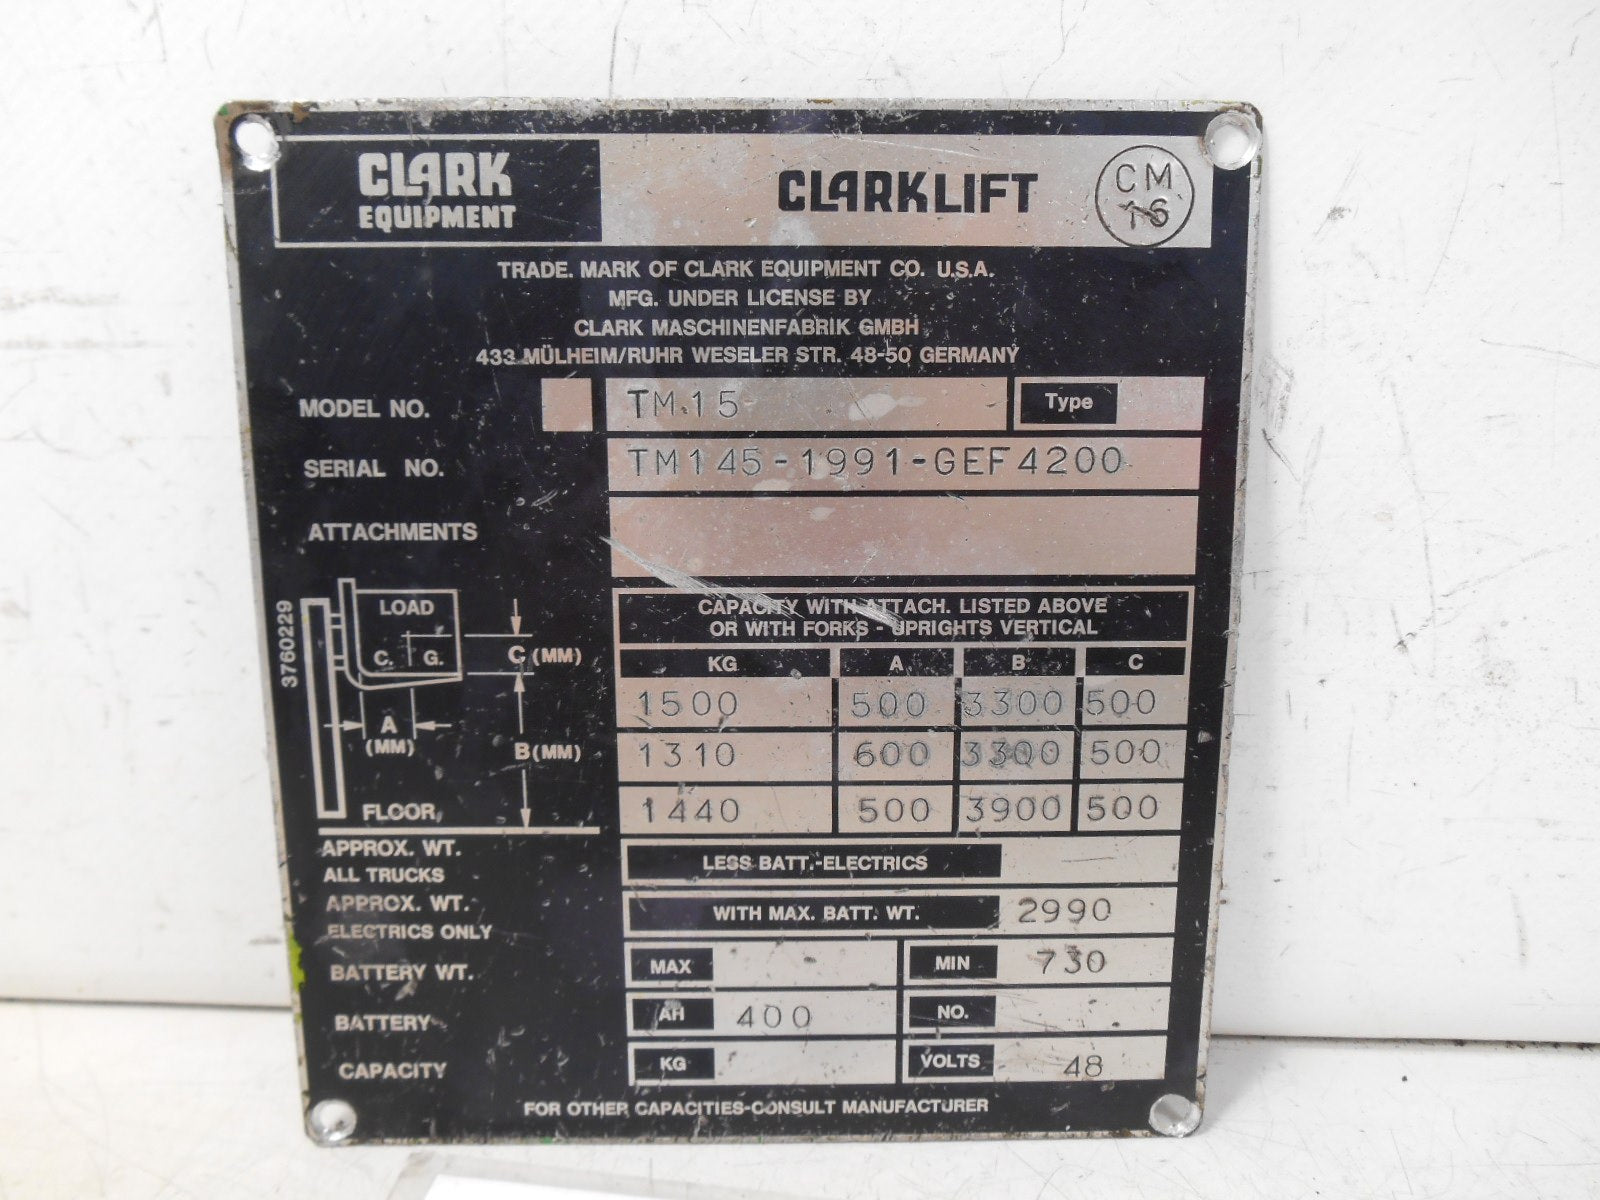 CLARK
EQUIPMENT
CLARKLIFT
CM
16
TRADE. MARK OF CLARK EQUIPMENT CO. U.S.A.
MFG. UNDER LICENSE BY
CLARK MASCHINENFABRIK GMBH
433 MÜLHEIM/RUHR WESELER STR. 48-50 GERMANY
MODEL NO. TM.15 Type
SERIAL NO. TM145-1991-GEF4200
ATTACHMENTS
3760229
LOAD
C. G.
C (MM)
A
(MM)
B (MM)
FLOOR
CAPACITY WITH ATTACH. LISTED ABOVE
OR WITH FORKS - UPRIGHTS VERTICAL
KG A B C
1500 500 3300 500
1310 600 3300 500
1440 500 3900 500
APPROX. WT.
ALL TRUCKS
LESS BATT.-ELECTRICS
APPROX. WT.
ELECTRICS ONLY
WITH MAX. BATT. WT. 2990
BATTERY WT. MAX MIN 730
BATTERY AH 400 NO.
CAPACITY KG VOLTS 48
FOR OTHER CAPACITIES-CONSULT MANUFACTURER